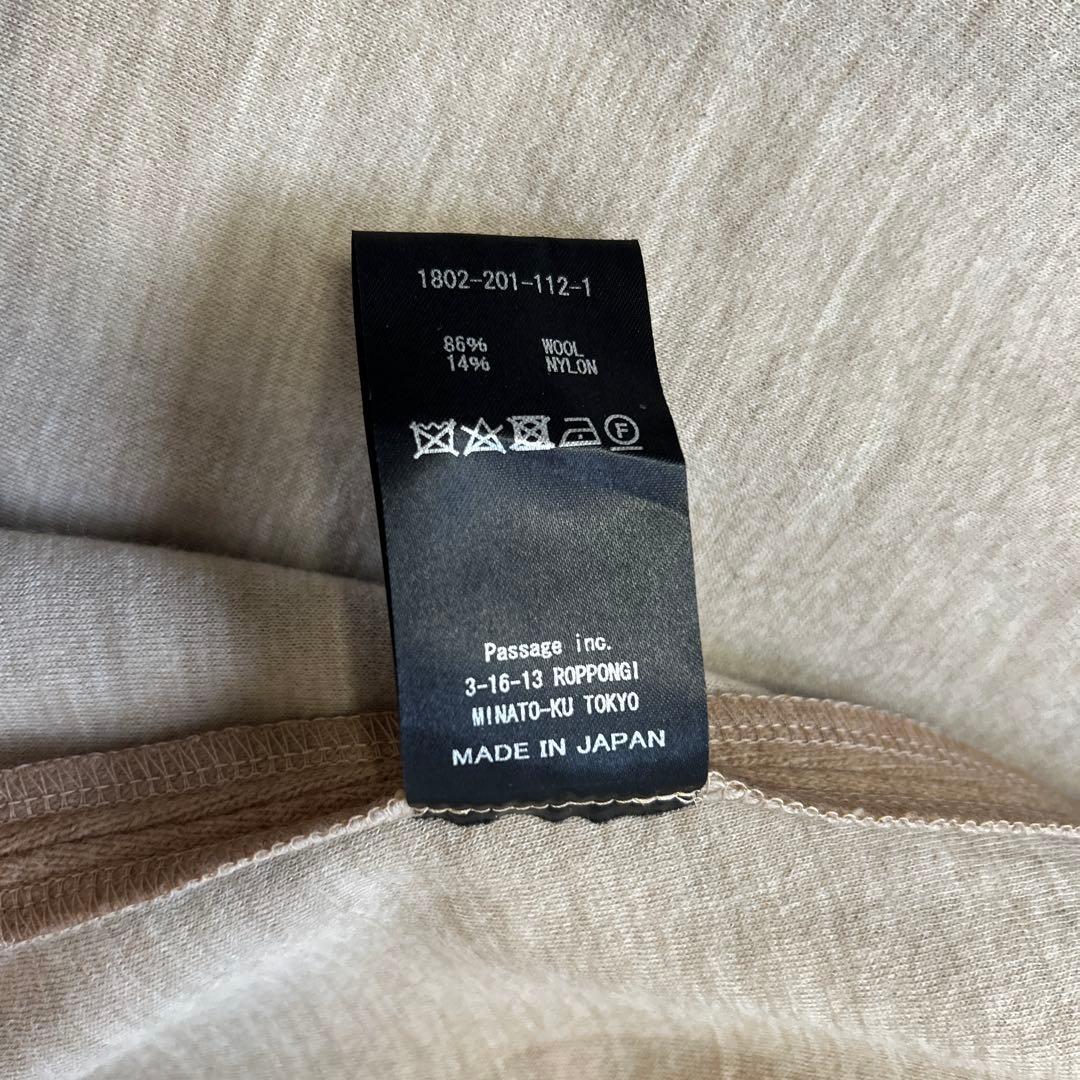 1802-201-112-1
86% WOOL
14% NYLON
F
Passage inc.
3-16-13 ROPPONGI
MINATO-KU TOKYO
MADE IN JAPAN